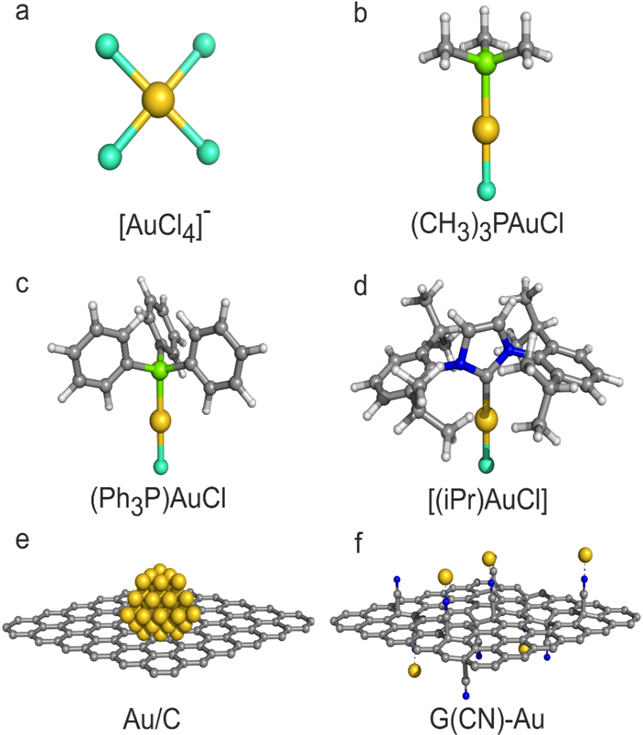 a
b
[AuCl4]-
(CH3)3PAuCl
c
d
(Ph3P)AuCl
[(iPr)AuCl]
e
f
Au/C
G(CN)-Au